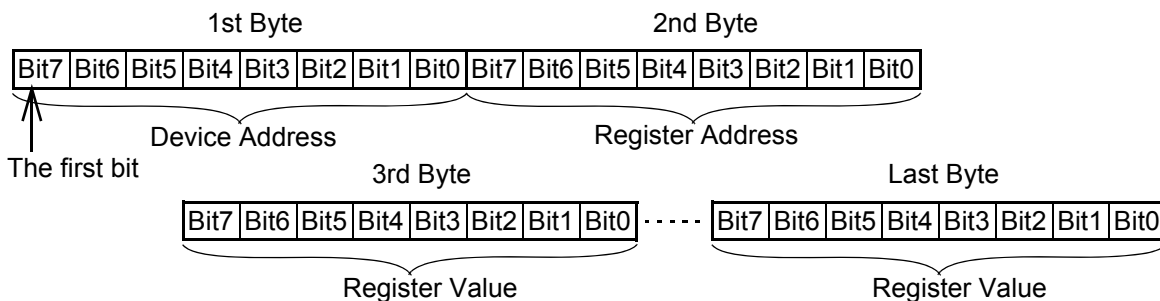 1st Byte 2nd Byte
Bit7 Bit6 Bit5 Bit4 Bit3 Bit2 Bit1 Bit0 Bit7 Bit6 Bit5 Bit4 Bit3 Bit2 Bit1 Bit0
Device Address Register Address
The first bit
3rd Byte Last Byte
Bit7 Bit6 Bit5 Bit4 Bit3 Bit2 Bit1 Bit0 Bit7 Bit6 Bit5 Bit4 Bit3 Bit2 Bit1 Bit0
Register Value Register Value